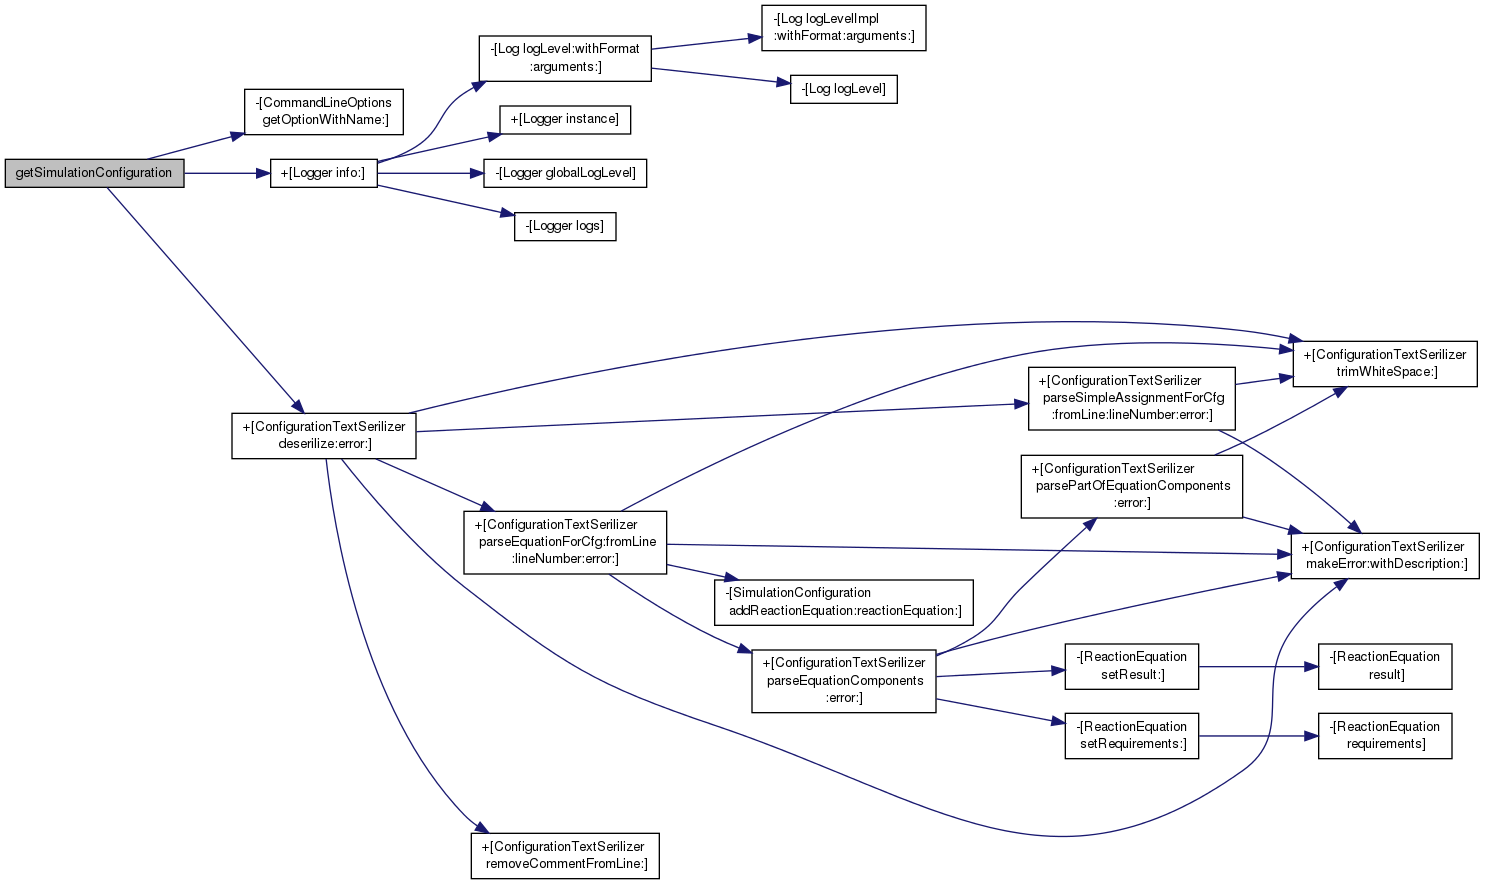 -[Log logLevelImpl
:withFormat:arguments:]
-[Log logLevel:withFormat
:arguments:]
-[Log logLevel]
-[CommandLineOptions
getOptionWithName:]
+[Logger instance]
getSimulationConfiguration
+[Logger info:]
-[Logger globalLogLevel]
-[Logger logs]
+[ConfigurationTextSerilizer
trimWhiteSpace:]
+[ConfigurationTextSerilizer
parseSimpleAssignmentForCfg
:fromLine:lineNumber:error:]
+[ConfigurationTextSerilizer
deserilize:error:]
+[ConfigurationTextSerilizer
parsePartOfEquationComponents
:error:]
+[ConfigurationTextSerilizer
parseEquationForCfg:fromLine
:lineNumber:error:]
+[ConfigurationTextSerilizer
makeError:withDescription:]
-[SimulationConfiguration
addReactionEquation:reactionEquation:]
+[ConfigurationTextSerilizer
parseEquationComponents
:error:]
-[ReactionEquation
setResult:]
-[ReactionEquation
result]
-[ReactionEquation
setRequirements:]
-[ReactionEquation
requirements]
+[ConfigurationTextSerilizer
removeCommentFromLine:]